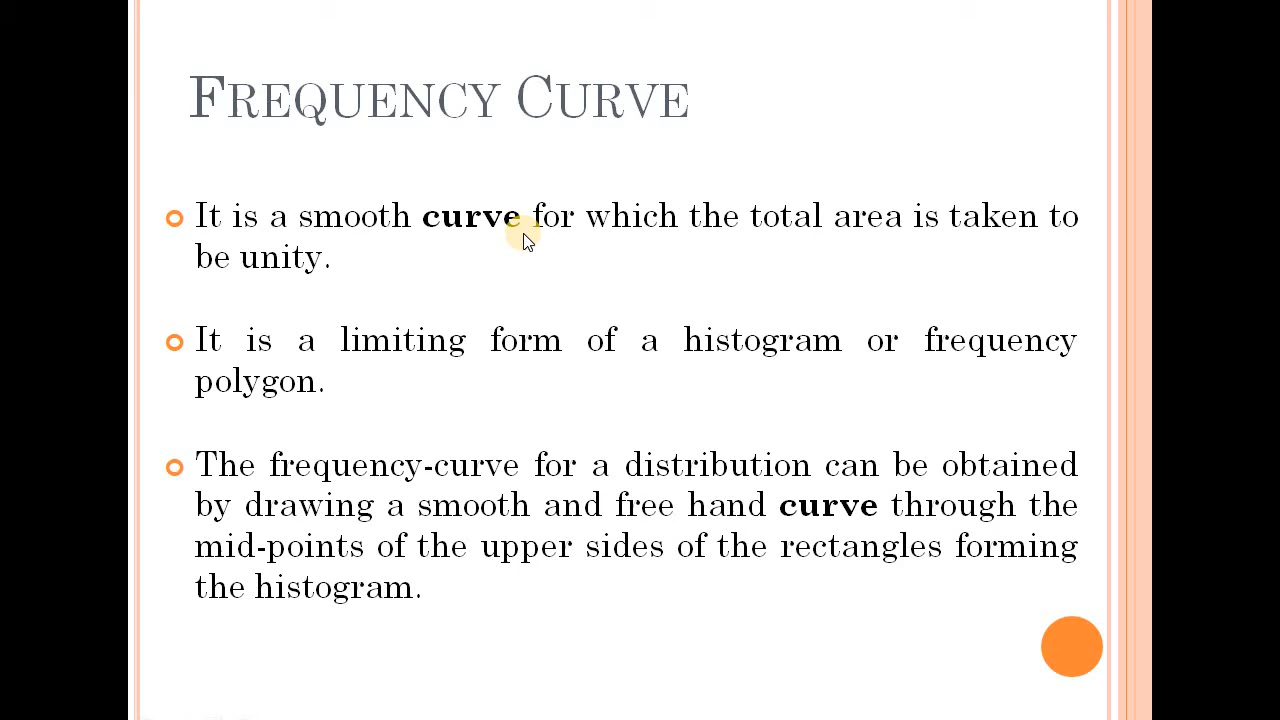 FREQUENCY CURVE
It is a smooth curve for which the total area is taken to
be unity.
It is a limiting form of a histogram or frequency
polygon.
The frequency-curve for a distribution can be obtained
by drawing a smooth and free hand curve through the
mid-points of the upper sides of the rectangles forming
the histogram.